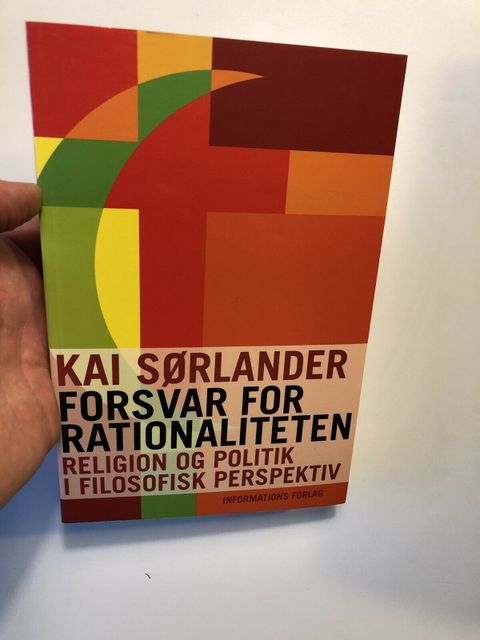 KAI SØRLANDER
FORSVAR FOR
RATIONALITETEN
RELIGION OG POLITIK
I FILOSOFISK PERSPEKTIV
INFORMATIONS FORLAG